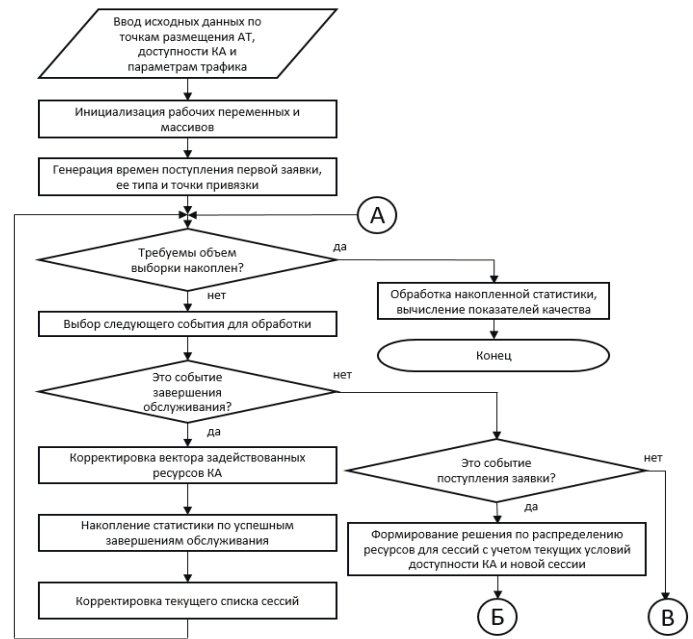 Ввод исходных данных по
точкам размещения АТ,
доступности КА и
параметрам трафика
Инициализация рабочих переменных и
массивов
Генерация времен поступления первой заявки,
ее типа и точки привязки
А
Требуемы объем
выборки накоплен?
да
нет
Обработка накопленной статистики,
вычисление показателей качества
Конец
Выбор следующего события для обработки
Это событие
завершения
обслуживания?
нет
да
Корректировка вектора задействованных
ресурсов КА
Накопление статистики по успешным
завершениям обслуживания
Корректировка текущего списка сессий
Это событие
поступления заявки?
нет
да
Формирование решения по распределению
ресурсов для сессий с учетом текущих условий
доступности КА и новой сессии
Б
В